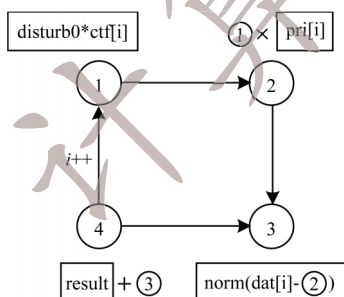 disturb0*ctf[i]
① × pri[i]
1
2
i++
4
3
result + ③
norm(dat[i]-②)